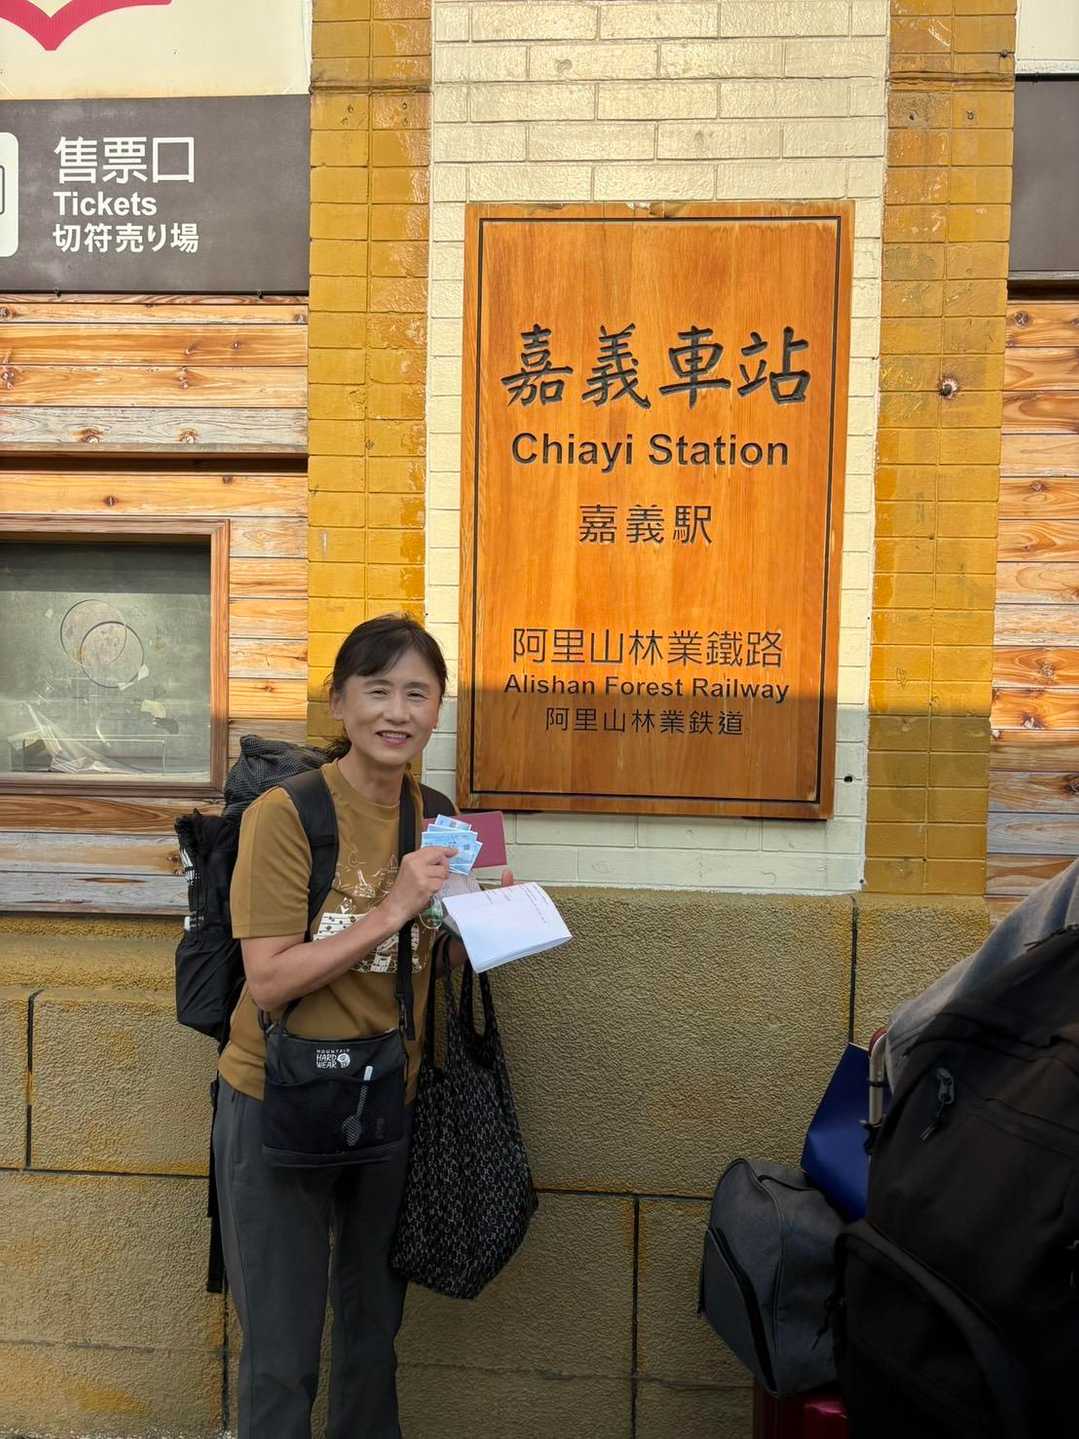 售票口
Tickets
切符売り場
嘉義車站
Chiayi Station
嘉義駅
阿里山林業鐵路
Alishan Forest Railway
阿里山林業鉄道
MOUNTAIN
HARD
WEAR